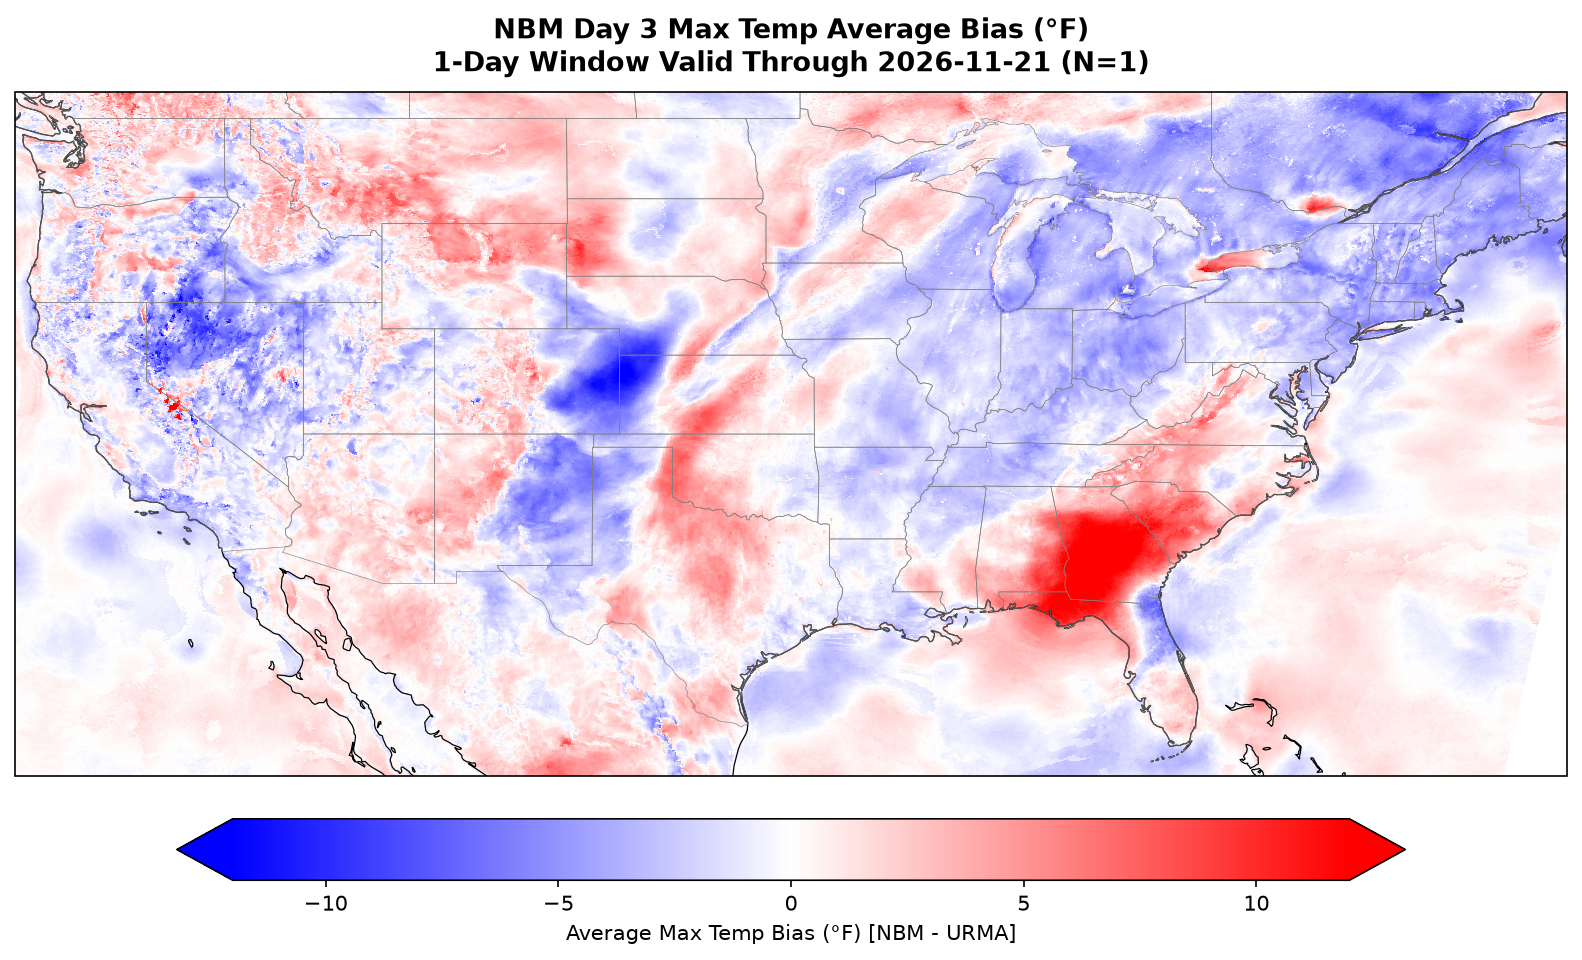 NBM Day 3 Max Temp Average Bias (°F)
1-Day Window Valid Through 2026-11-21 (N=1)
−10 −5 0 5 10
Average Max Temp Bias (°F) [NBM - URMA]